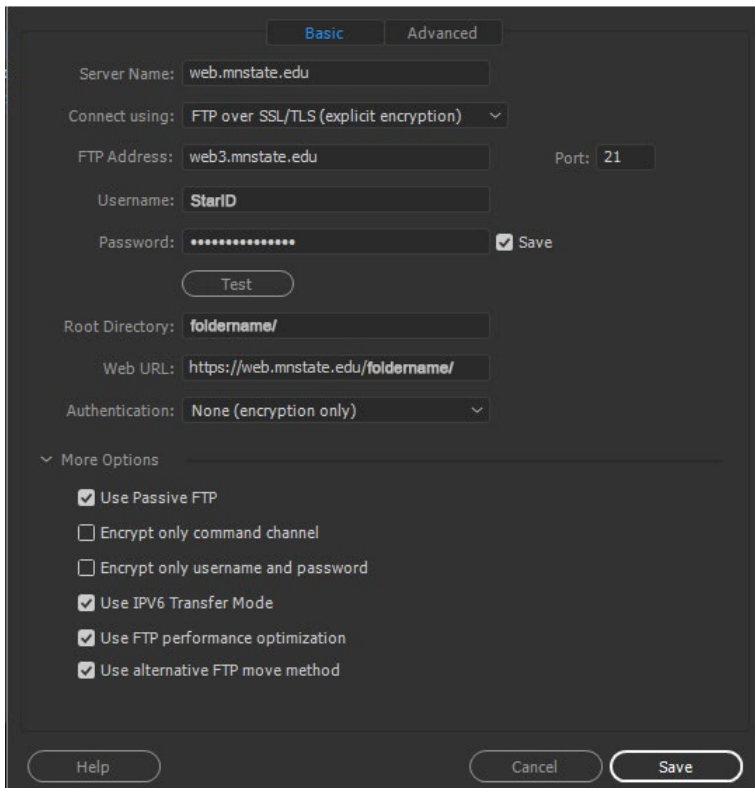 Basic Advanced
Server Name: web.mnstate.edu
Connect using: FTP over SSL/TLS (explicit encryption)
FTP Address: web3.mnstate.edu Port: 21
Username: StarID
Password: ••••••••••••••• Save
Test
Root Directory: foldername/
Web URL: https://web.mnstate.edu/foldername/
Authentication: None (encryption only)
More Options
Use Passive FTP
Encrypt only command channel
Encrypt only username and password
Use IPV6 Transfer Mode
Use FTP performance optimization
Use alternative FTP move method
Help Cancel Save